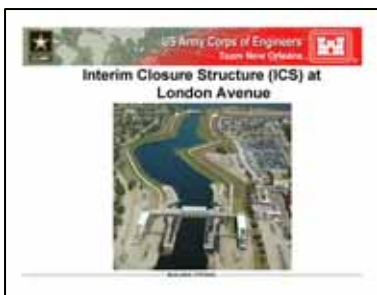 US Army Corps of Engineers
Team New Orleans
Interim Closure Structure (ICS) at
London Avenue